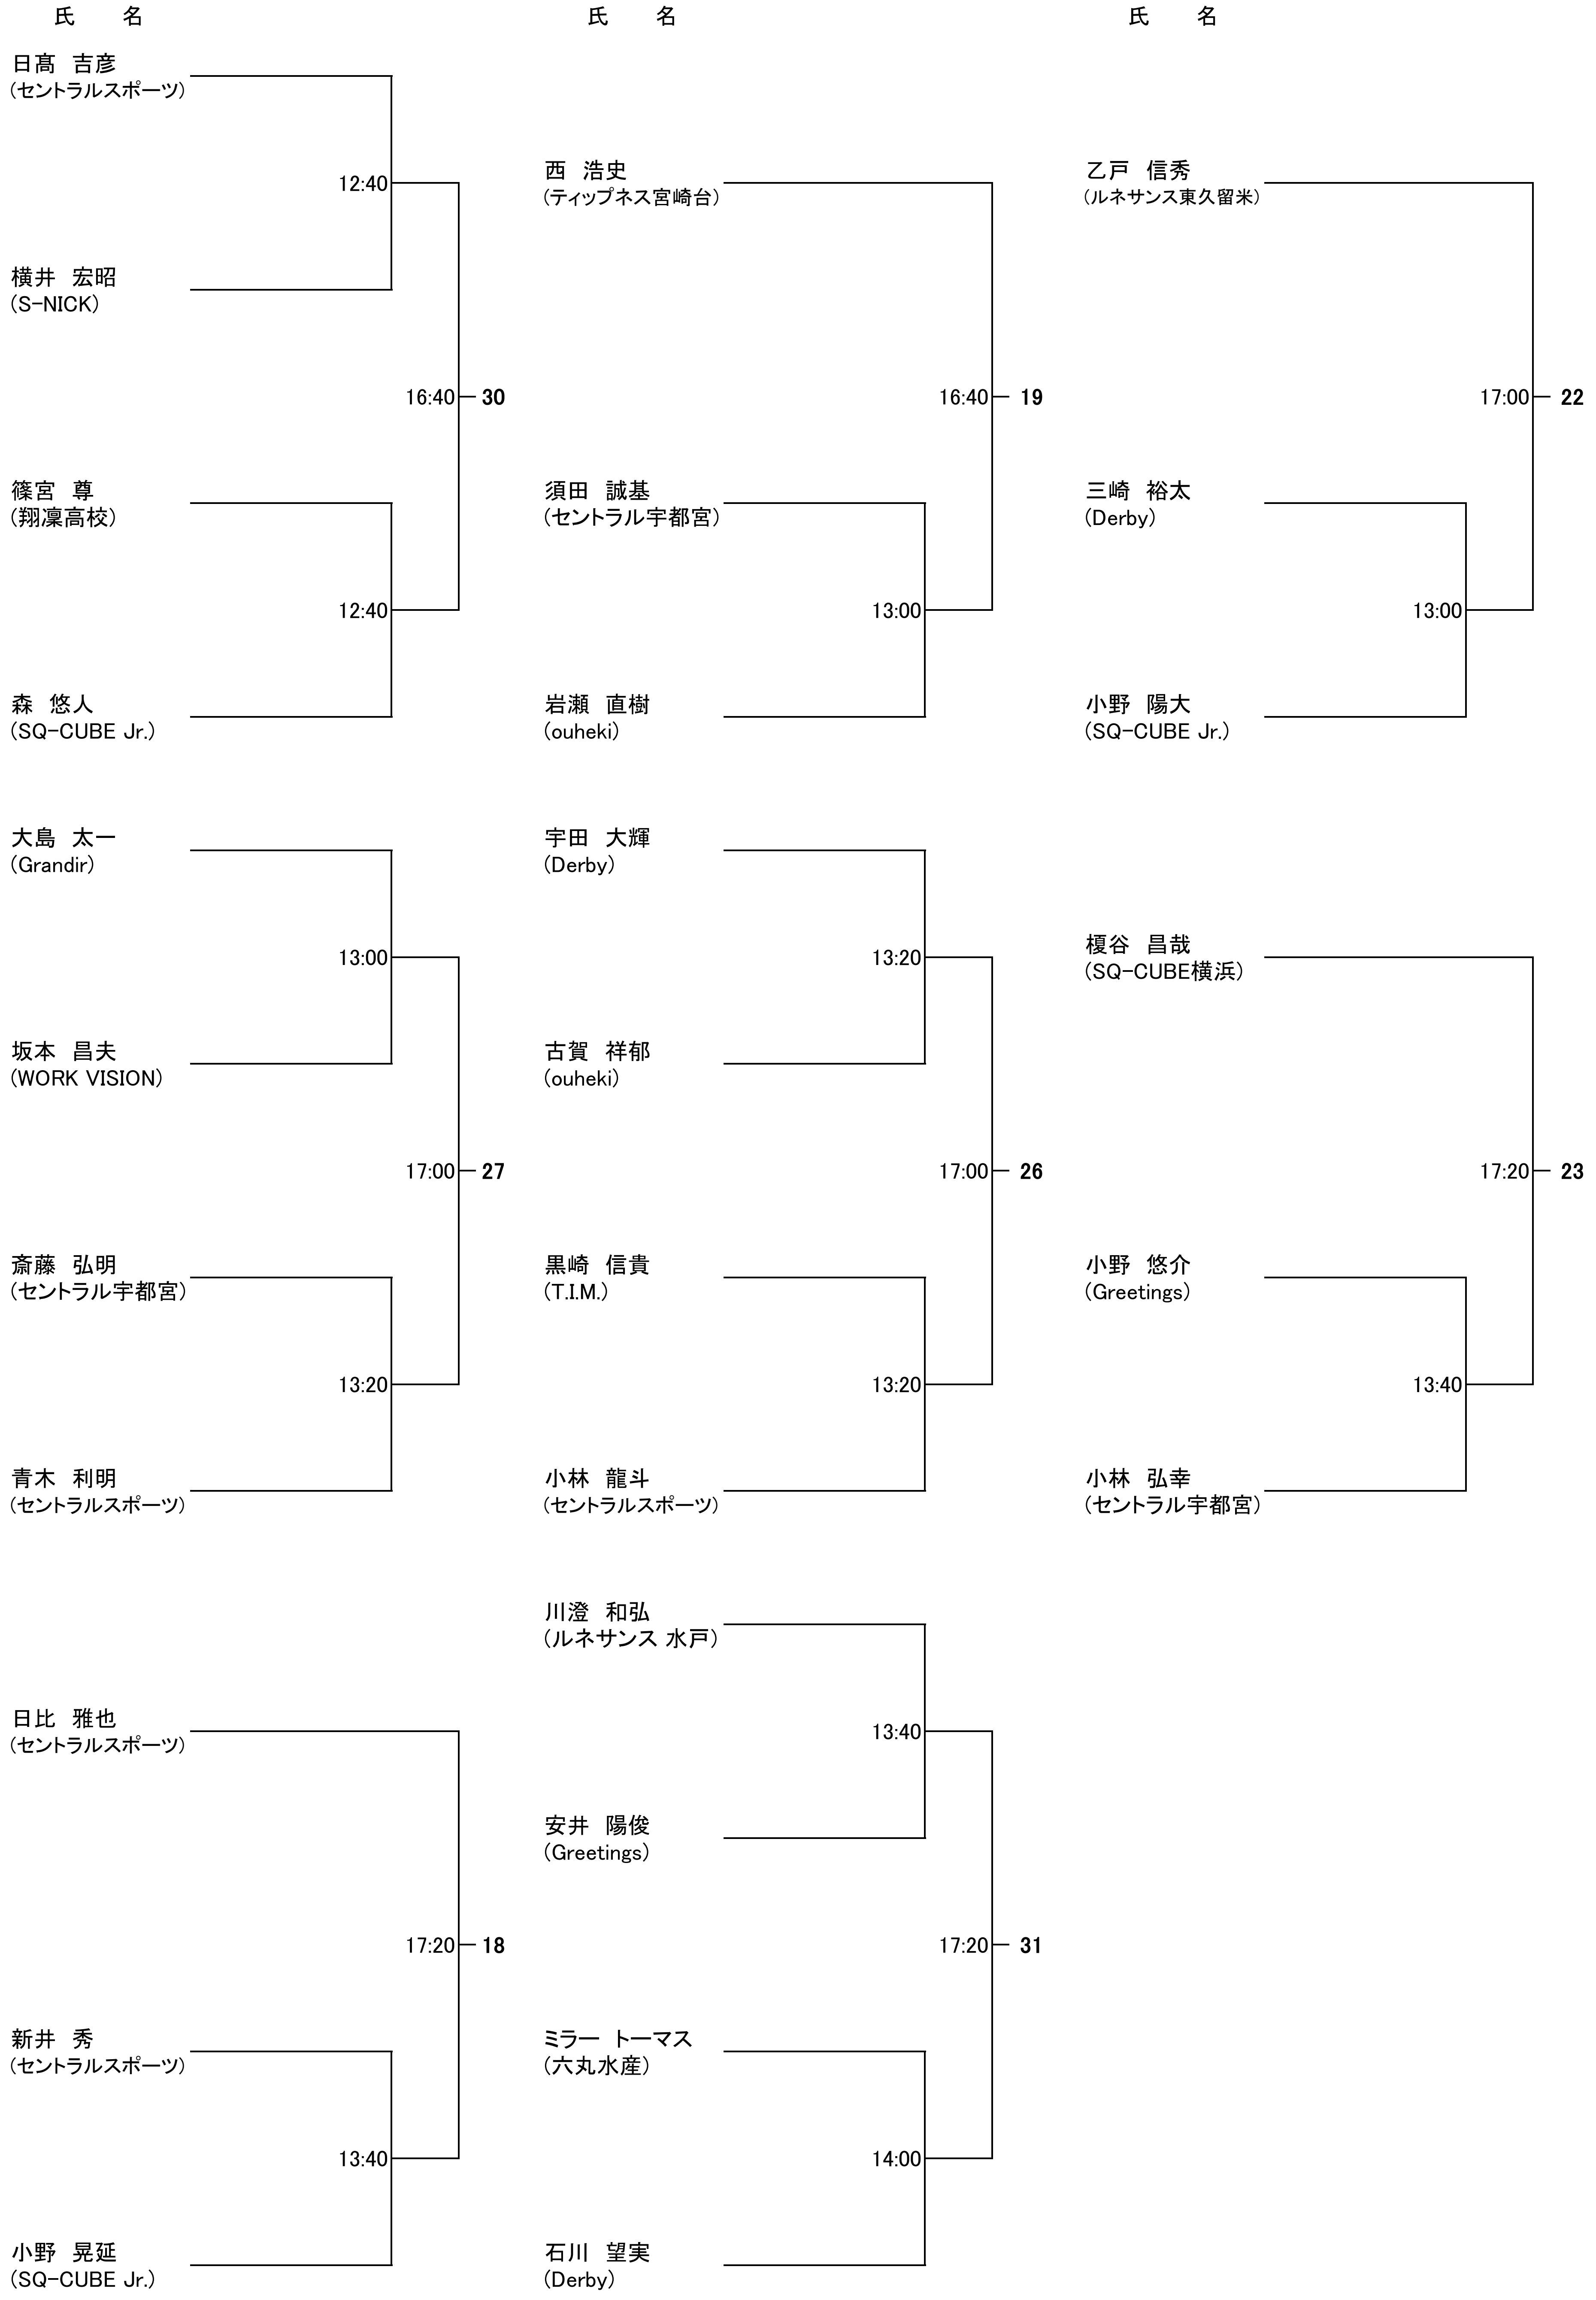 氏　名
日髙　吉彦
(セントラルスポーツ)
12:40
横井　宏昭
(S-NICK)
16:40
30
篠宮　尊
(翔凜高校)
12:40
森　悠人
(SQ-CUBE Jr.)
大島　太一
(Grandir)
13:00
坂本　昌夫
(WORK VISION)
17:00
27
斎藤　弘明
(セントラル宇都宮)
13:20
青木　利明
(セントラルスポーツ)
日比　雅也
(セントラルスポーツ)
17:20
18
新井　秀
(セントラルスポーツ)
13:40
小野　晃延
(SQ-CUBE Jr.)
氏　名
西　浩史
(ティップネス宮崎台)
16:40
19
須田　誠基
(セントラル宇都宮)
13:00
岩瀬　直樹
(ouheki)
宇田　大輝
(Derby)
13:20
古賀　祥郁
(ouheki)
17:00
26
黒崎　信貴
(T.I.M.)
13:20
小林　龍斗
(セントラルスポーツ)
川澄　和弘
(ルネサンス 水戸)
13:40
安井　陽俊
(Greetings)
17:20
31
ミラー　トーマス
(六丸水産)
14:00
石川　望実
(Derby)
氏　名
乙戸　信秀
(ルネサンス東久留米)
17:00
22
三崎　裕太
(Derby)
13:00
小野　陽大
(SQ-CUBE Jr.)
榎谷　昌哉
(SQ-CUBE横浜)
17:20
23
小野　悠介
(Greetings)
13:40
小林　弘幸
(セントラル宇都宮)